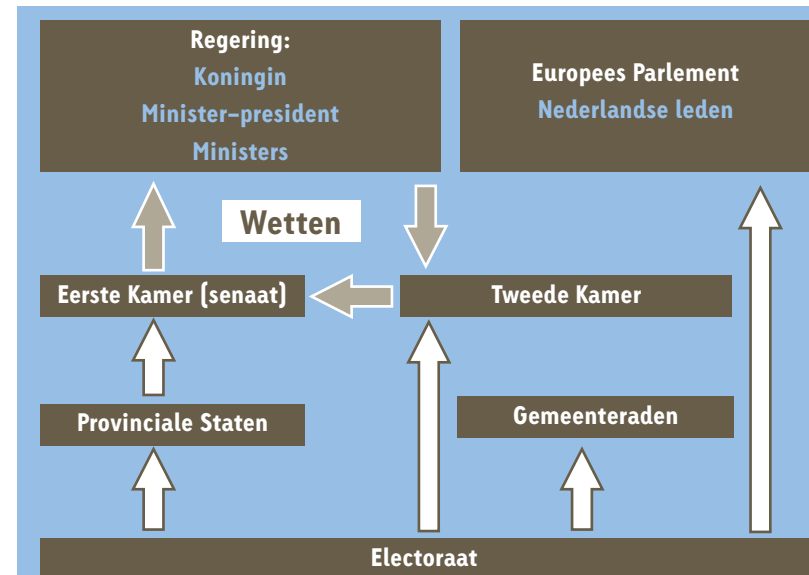 Regering:
Koningin
Minister-president
Ministers
Europees Parlement
Nederlandse leden
Wetten
Eerste Kamer (senaat)
Tweede Kamer
Provinciale Staten
Gemeenteraden
Electoraat